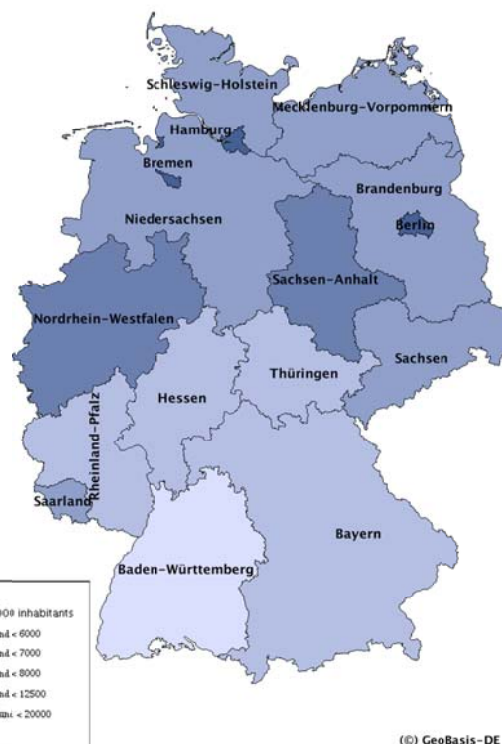 Schleswig-Holstein
Mecklenburg-Vorpommern
Hamburg
Bremen
Brandenburg
Berlin
Niedersachsen
Sachsen-Anhalt
Nordrhein-Westfalen
Sachsen
Thüringen
Hessen
Rheinland-Pfalz
Saarland
Bayern
Baden-Württemberg
inhabitants
< 6000
< 7000
< 8000
< 12500
< 20000
(©) GeoBasis-DE